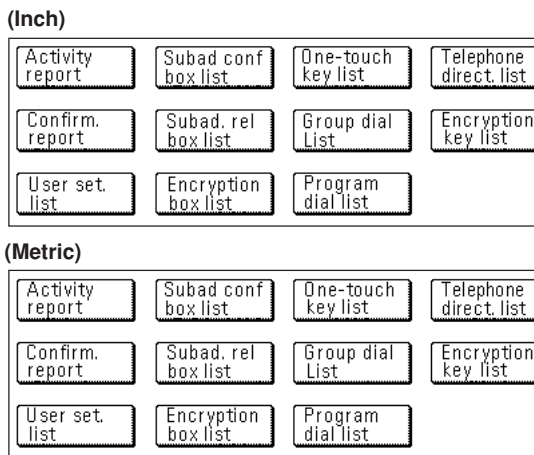 (Inch)
Activity report
Subad conf box list
One-touch key list
Telephone direct. list
Confirm. report
Subad. rel box list
Group dial List
Encryption key list
User set. list
Encryption box list
Program dial list
(Metric)
Activity report
Subad conf box list
One-touch key list
Telephone direct. list
Confirm. report
Subad. rel box list
Group dial List
Encryption key list
User set. list
Encryption box list
Program dial list